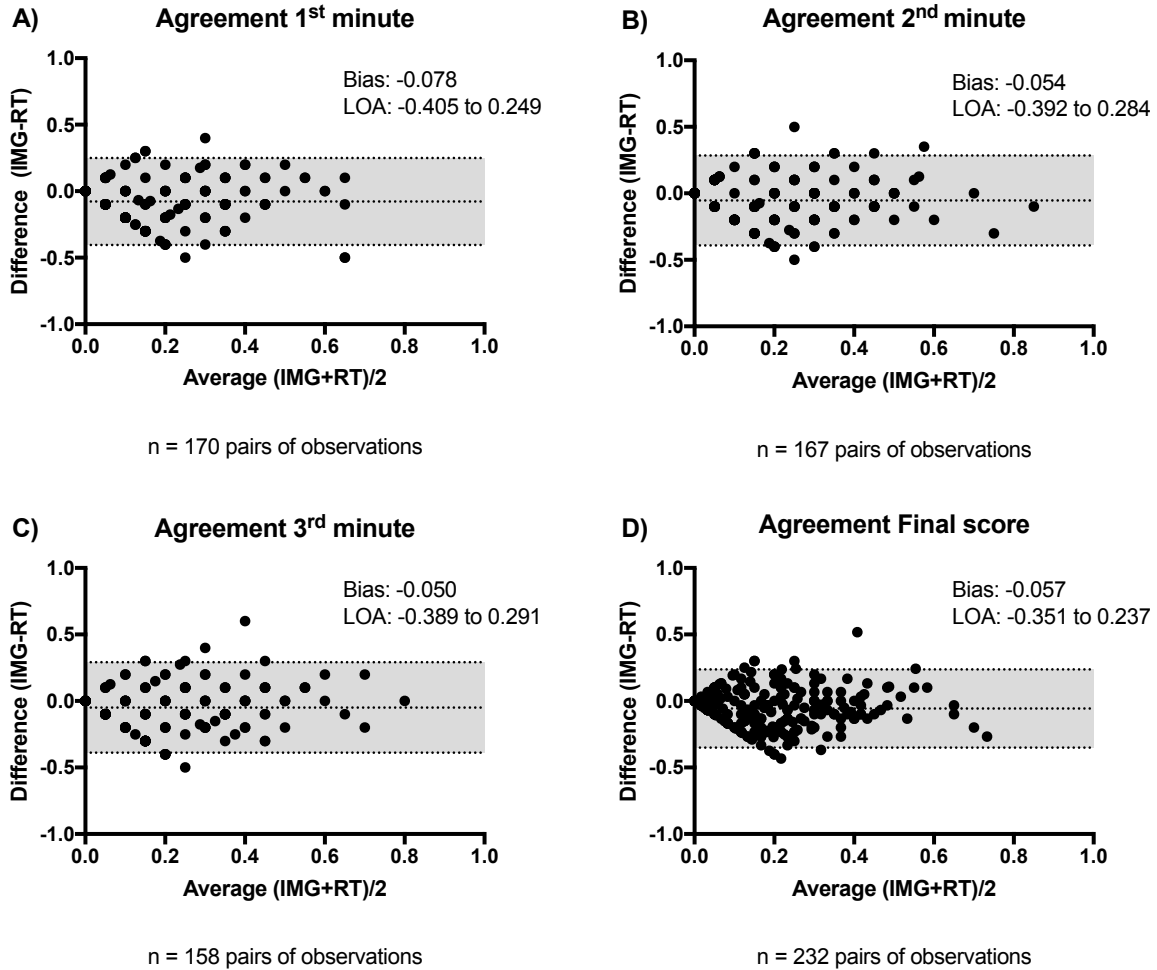 A) Agreement 1st minute
Difference (IMG-RT)
1.0
0.5
0.0
-0.5
-1.0
Bias: -0.078
LOA: -0.405 to 0.249
0.0 0.2 0.4 0.6 0.8 1.0
Average (IMG+RT)/2
n = 170 pairs of observations
B) Agreement 2nd minute
Difference (IMG-RT)
1.0
0.5
0.0
-0.5
-1.0
Bias: -0.054
LOA: -0.392 to 0.284
0.0 0.2 0.4 0.6 0.8 1.0
Average (IMG+RT)/2
n = 167 pairs of observations
C) Agreement 3rd minute
Difference (IMG-RT)
1.0
0.5
0.0
-0.5
-1.0
Bias: -0.050
LOA: -0.389 to 0.291
0.0 0.2 0.4 0.6 0.8 1.0
Average (IMG+RT)/2
n = 158 pairs of observations
D) Agreement Final score
Difference (IMG-RT)
1.0
0.5
0.0
-0.5
-1.0
Bias: -0.057
LOA: -0.351 to 0.237
0.0 0.2 0.4 0.6 0.8 1.0
Average (IMG+RT)/2
n = 232 pairs of observations